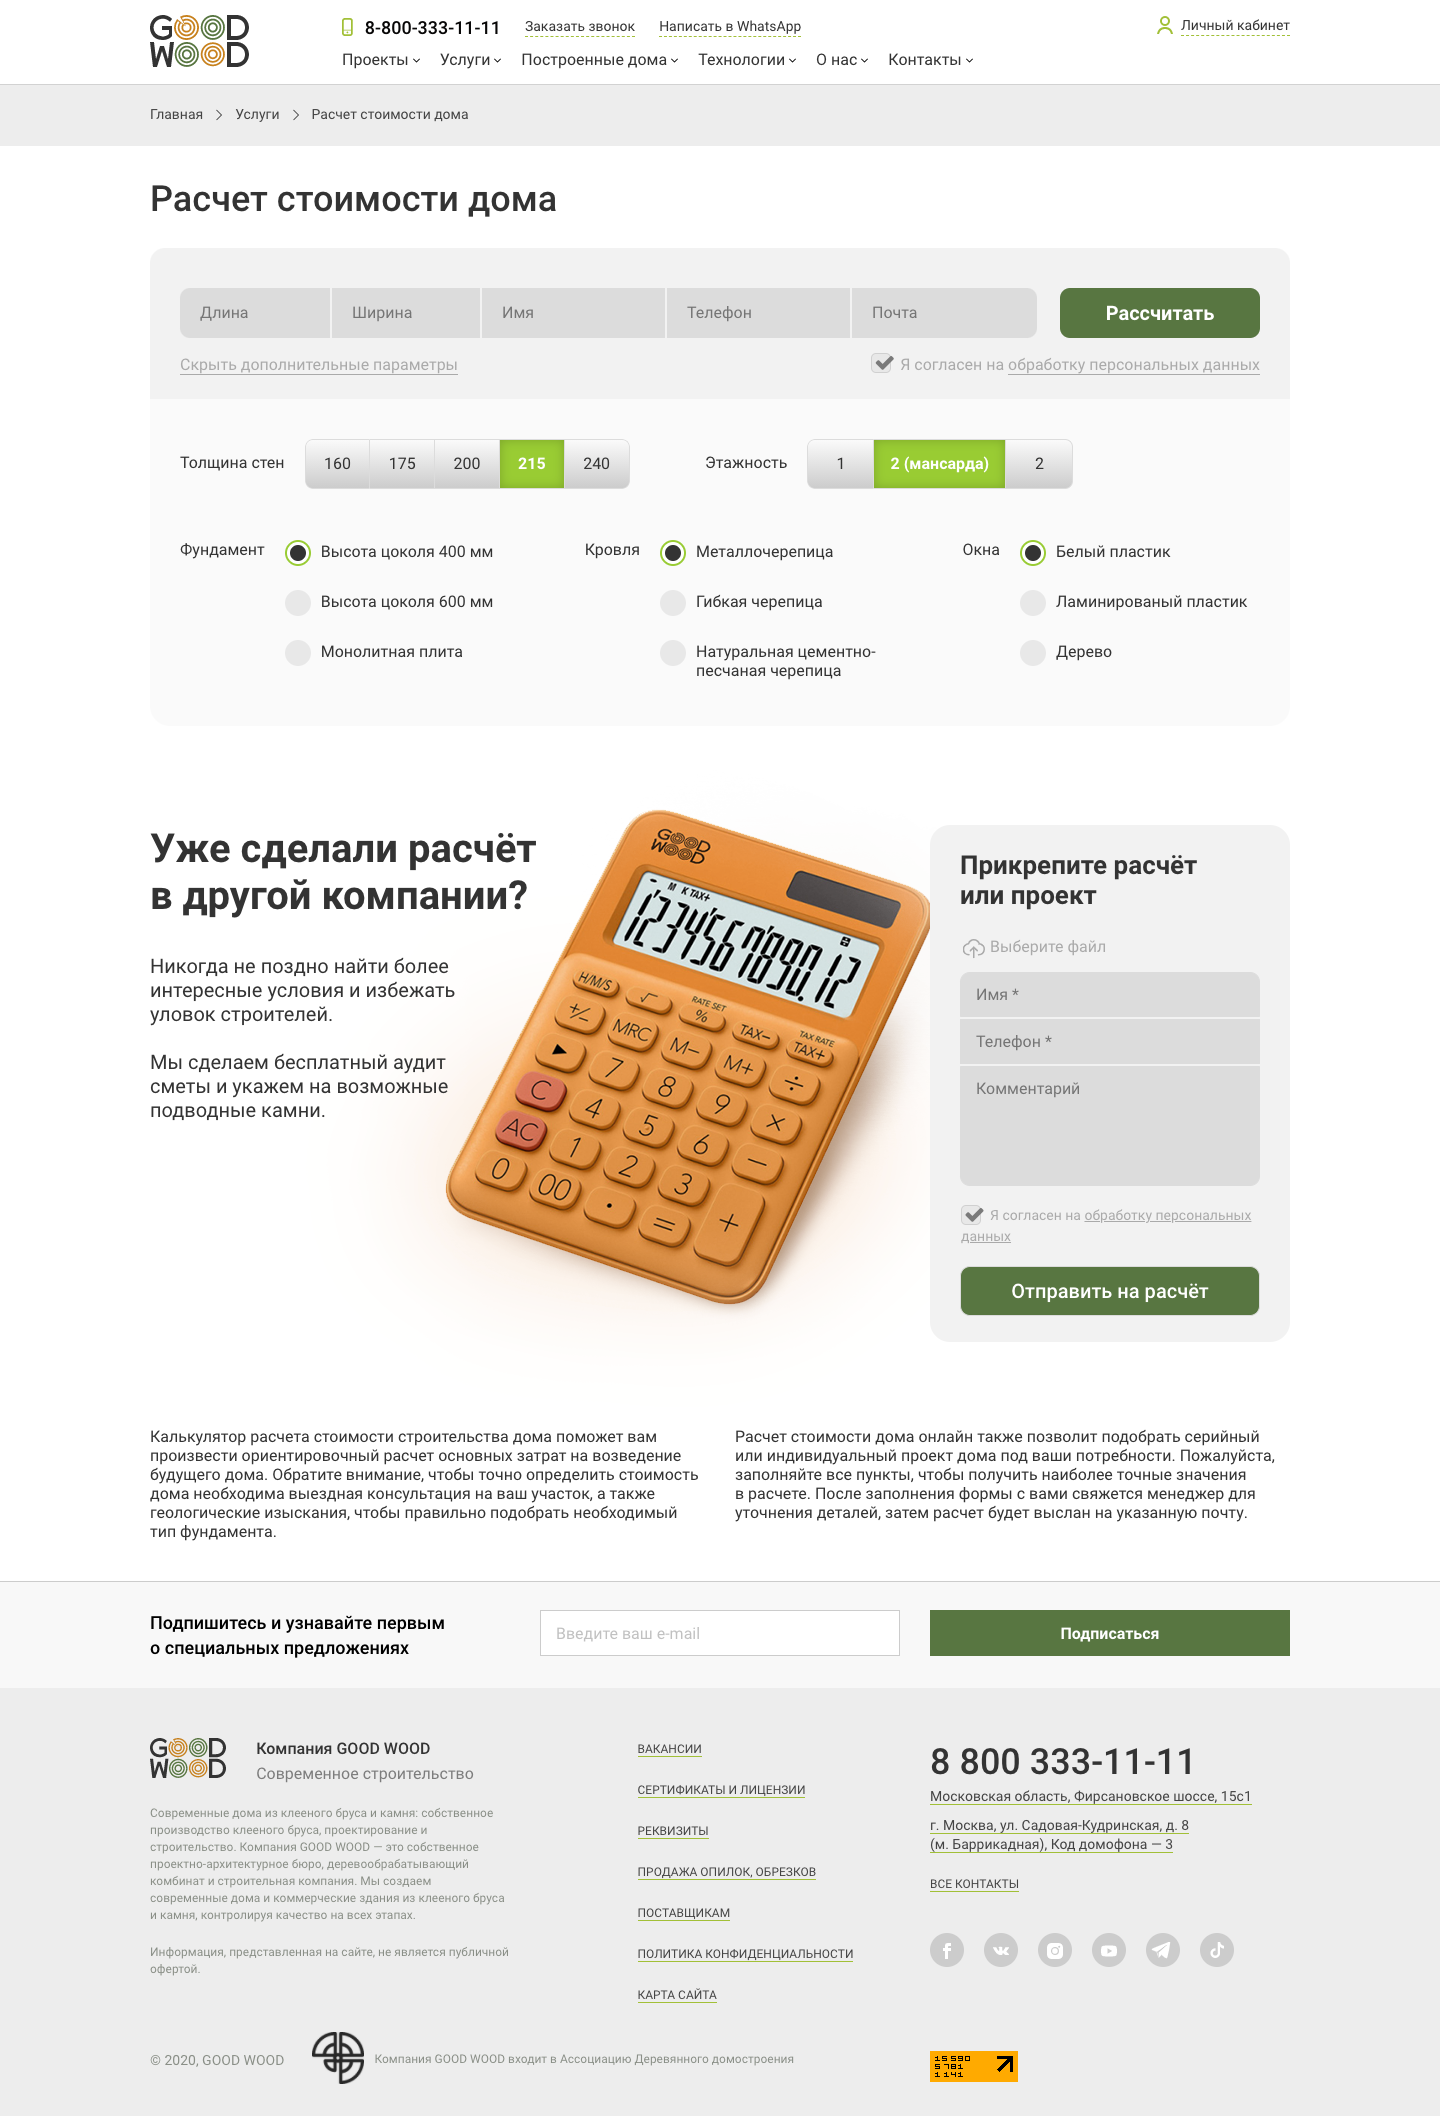 GOOD
WOOD
8-800-333-11-11
Заказать звонок
Написать в WhatsApp
Личный кабинет
Проекты
Услуги
Построенные дома
Технологии
О нас
Контакты
Главная
Услуги
Расчет стоимости дома
Расчет стоимости дома
Длина
Ширина
Имя
Телефон
Почта
Рассчитать
Скрыть дополнительные параметры
Я согласен на обработку персональных данных
Толщина стен
160
175
200
215
240
Этажность
1
2 (мансарда)
2
Фундамент
Высота цоколя 400 мм
Высота цоколя 600 мм
Монолитная плита
Кровля
Металлочерепица
Гибкая черепица
Натуральная цементно-
песчаная черепица
Окна
Белый пластик
Ламинированый пластик
Дерево
Уже сделали расчёт
в другой компании?
Никогда не поздно найти более
интересные условия и избежать
уловок строителей.
Мы сделаем бесплатный аудит
сметы и укажем на возможные
подводные камни.
GOOD
WOOD
M K TAX+
1'2'3'4'5'6'7'8'9'0.12
H/M/S
√
RATE SET
%
TAX−
TAX RATE
TAX+
+/−
MRC
M−
M+
÷
▶
7
8
9
×
C
4
5
6
−
AC
1
2
3
+
0
00
·
=
Прикрепите расчёт
или проект
Выберите файл
Имя *
Телефон *
Комментарий
Я согласен на обработку персональных
данных
Отправить на расчёт
Калькулятор расчета стоимости строительства дома поможет вам
произвести ориентировочный расчет основных затрат на возведение
будущего дома. Обратите внимание, чтобы точно определить стоимость
дома необходима выездная консультация на ваш участок, а также
геологические изыскания, чтобы правильно подобрать необходимый
тип фундамента.
Расчет стоимости дома онлайн также позволит подобрать серийный
или индивидуальный проект дома под ваши потребности. Пожалуйста,
заполняйте все пункты, чтобы получить наиболее точные значения
в расчете. После заполнения формы с вами свяжется менеджер для
уточнения деталей, затем расчет будет выслан на указанную почту.
Подпишитесь и узнавайте первым
о специальных предложениях
Введите ваш e-mail
Подписаться
GOOD
WOOD
Компания GOOD WOOD
Современное строительство
Современные дома из клееного бруса и камня: собственное
производство клееного бруса, проектирование и
строительство. Компания GOOD WOOD — это собственное
проектно-архитектурное бюро, деревообрабатывающий
комбинат и строительная компания. Мы создаем
современные дома и коммерческие здания из клееного бруса
и камня, контролируя качество на всех этапах.
Информация, представленная на сайте, не является публичной
офертой.
ВАКАНСИИ
СЕРТИФИКАТЫ И ЛИЦЕНЗИИ
РЕКВИЗИТЫ
ПРОДАЖА ОПИЛОК, ОБРЕЗКОВ
ПОСТАВЩИКАМ
ПОЛИТИКА КОНФИДЕНЦИАЛЬНОСТИ
КАРТА САЙТА
8 800 333-11-11
Московская область, Фирсановское шоссе, 15с1
г. Москва, ул. Садовая-Кудринская, д. 8
(м. Баррикадная), Код домофона — 3
ВСЕ КОНТАКТЫ
© 2020, GOOD WOOD
Компания GOOD WOOD входит в Ассоциацию Деревянного домостроения
15 590
5 781
1 141